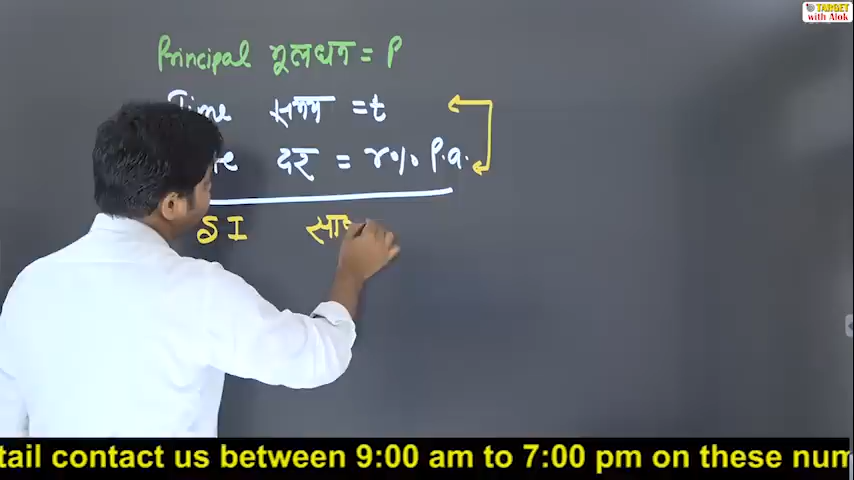 TARGET
with Alok
Principal मूलधन = P
Time समय = t
दर = r% P.a.
SI
tail contact us between 9:00 am to 7:00 pm on these num